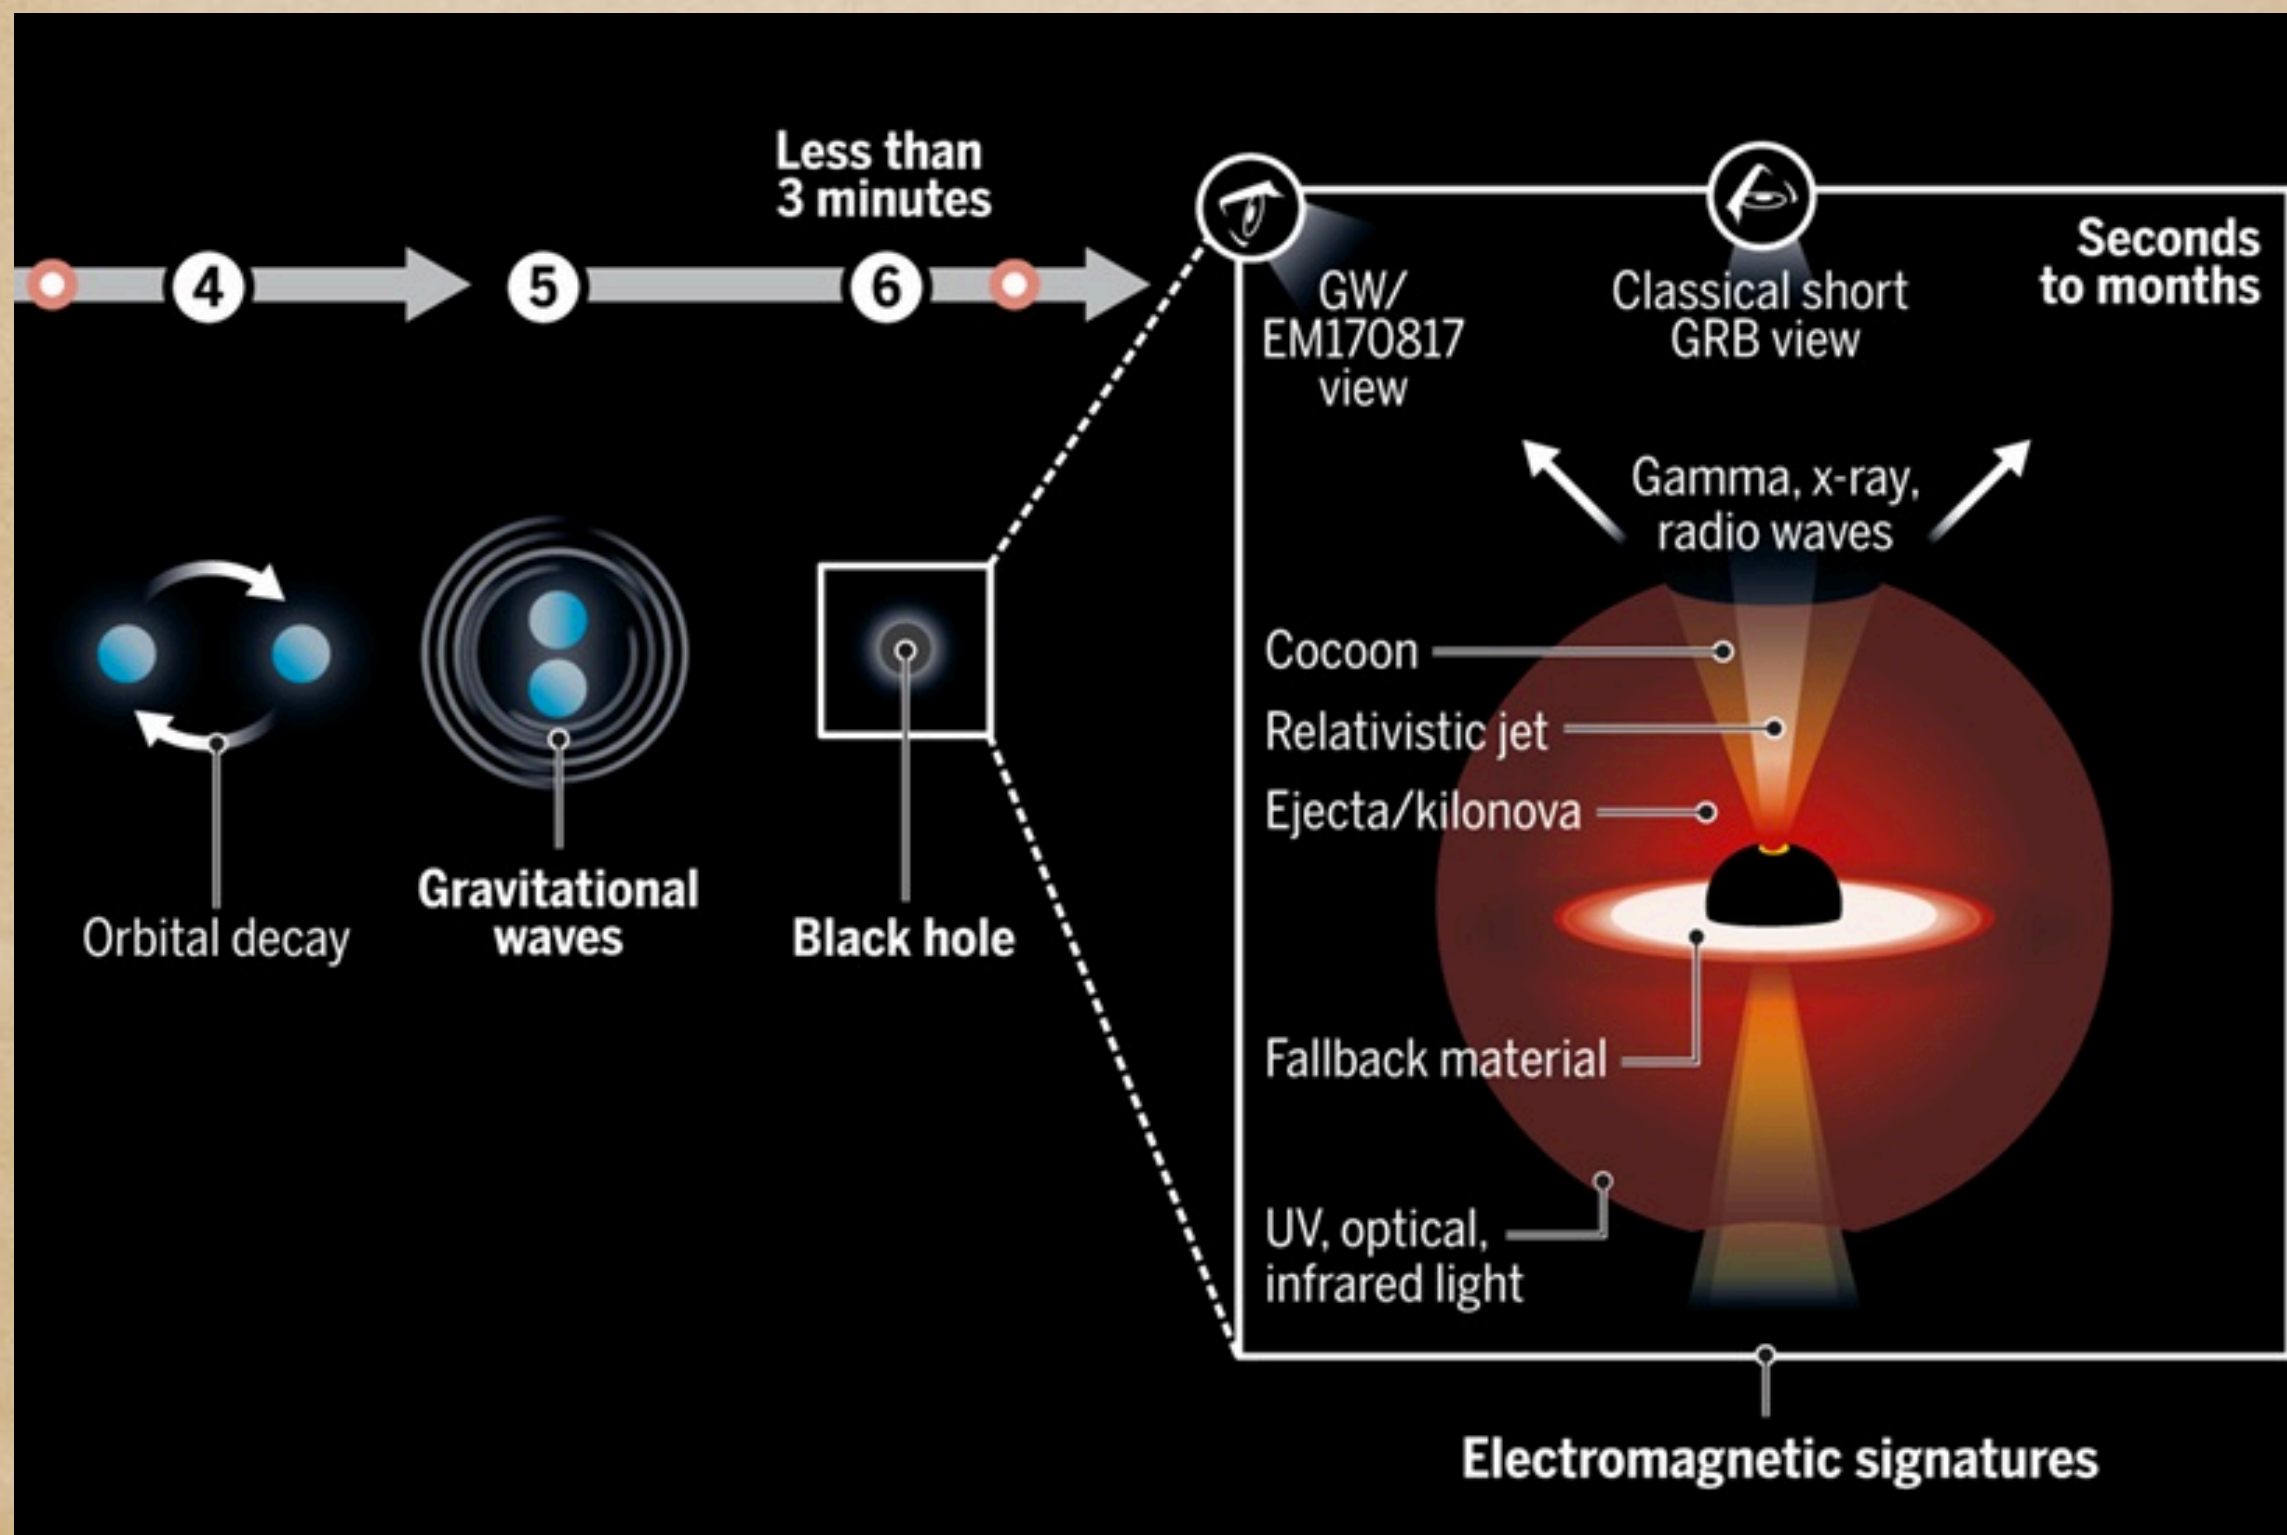 Less than
3 minutes
4
5
6
GW/
EM170817
view
Classical short
GRB view
Seconds
to months
Gamma, x-ray,
radio waves
Cocoon
Relativistic jet
Ejecta/kilonova
Fallback material
UV, optical,
infrared light
Orbital decay
Gravitational
waves
Black hole
Electromagnetic signatures